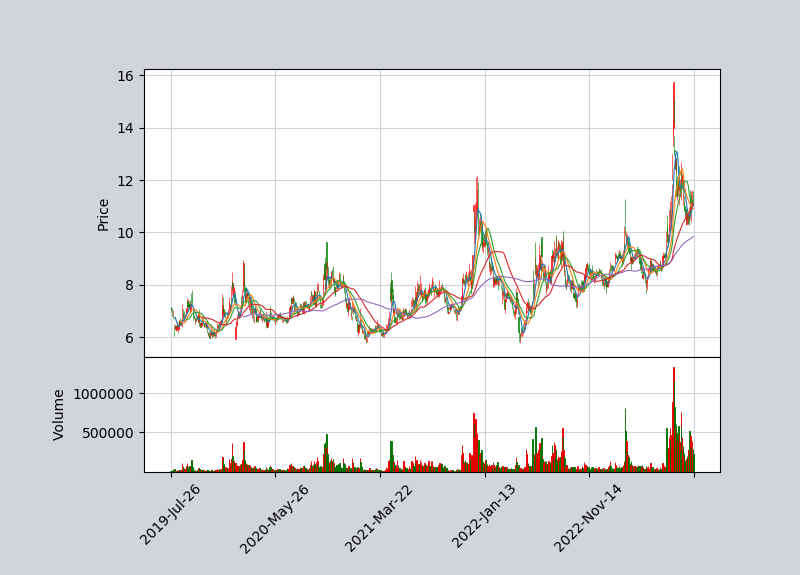 16
14
12
10
8
6
Price
1000000
500000
Volume
2019-Jul-26
2020-May-26
2021-Mar-22
2022-Jan-13
2022-Nov-14